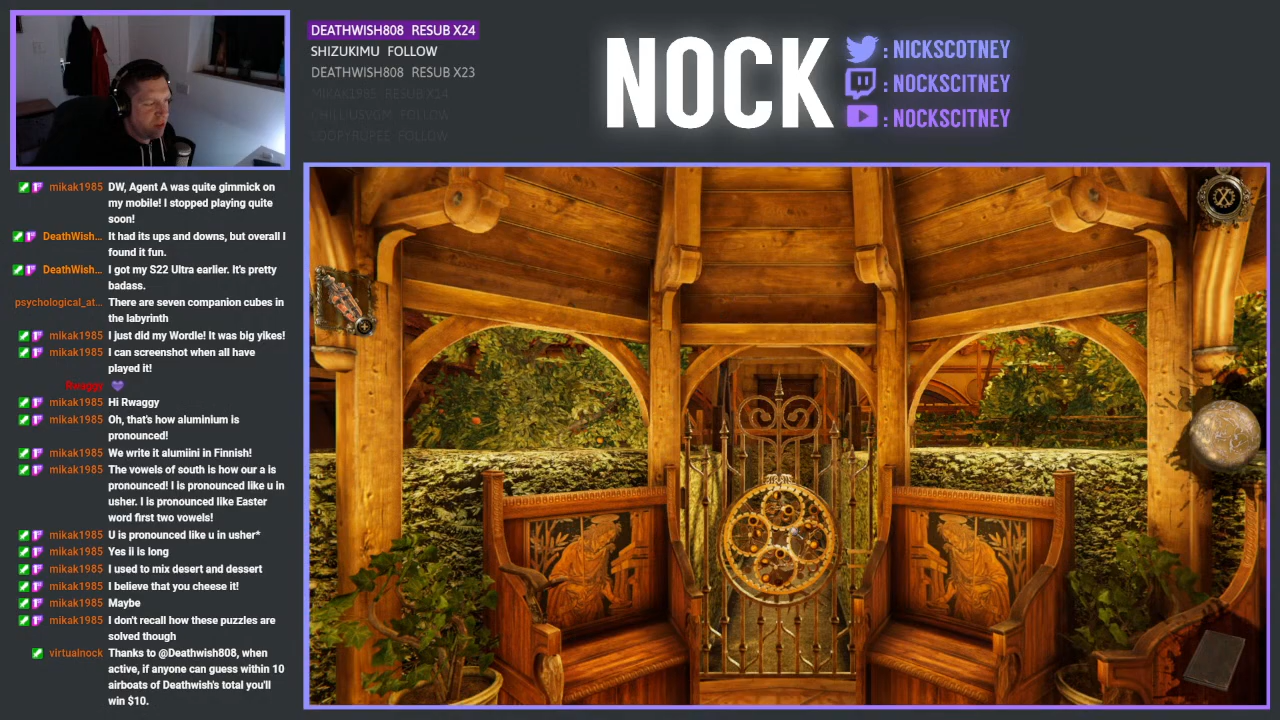 DEATHWISH808 RESUB X24
SHIZUKIMU FOLLOW
DEATHWISH808 RESUB X23
MIKAK1985 RESUB X14
CHILLIUSVGM FOLLOW
LOOPYRUPEE FOLLOW
NOCK
: NICKSCOTNEY
: NOCKSCITNEY
: NOCKSCITNEY
mikak1985 DW, Agent A was quite gimmick on
my mobile! I stopped playing quite
soon!
DeathWish... It had its ups and downs, but overall I
found it fun.
DeathWish... I got my S22 Ultra earlier. It's pretty
badass.
psychological_at... There are seven companion cubes in
the labyrinth
mikak1985 I just did my Wordle! It was big yikes!
mikak1985 I can screenshot when all have
played it!
Rwaggy
mikak1985 Hi Rwaggy
mikak1985 Oh, that's how aluminium is
pronounced!
mikak1985 We write it alumiini in Finnish!
mikak1985 The vowels of south is how our a is
pronounced! I is pronounced like u in
usher. I is pronounced like Easter
word first two vowels!
mikak1985 U is pronounced like u in usher*
mikak1985 Yes ii is long
mikak1985 I used to mix desert and dessert
mikak1985 I believe that you cheese it!
mikak1985 Maybe
mikak1985 I don't recall how these puzzles are
solved though
virtualnock Thanks to @Deathwish808, when
active, if anyone can guess within 10
airboats of Deathwish's total you'll
win $10.